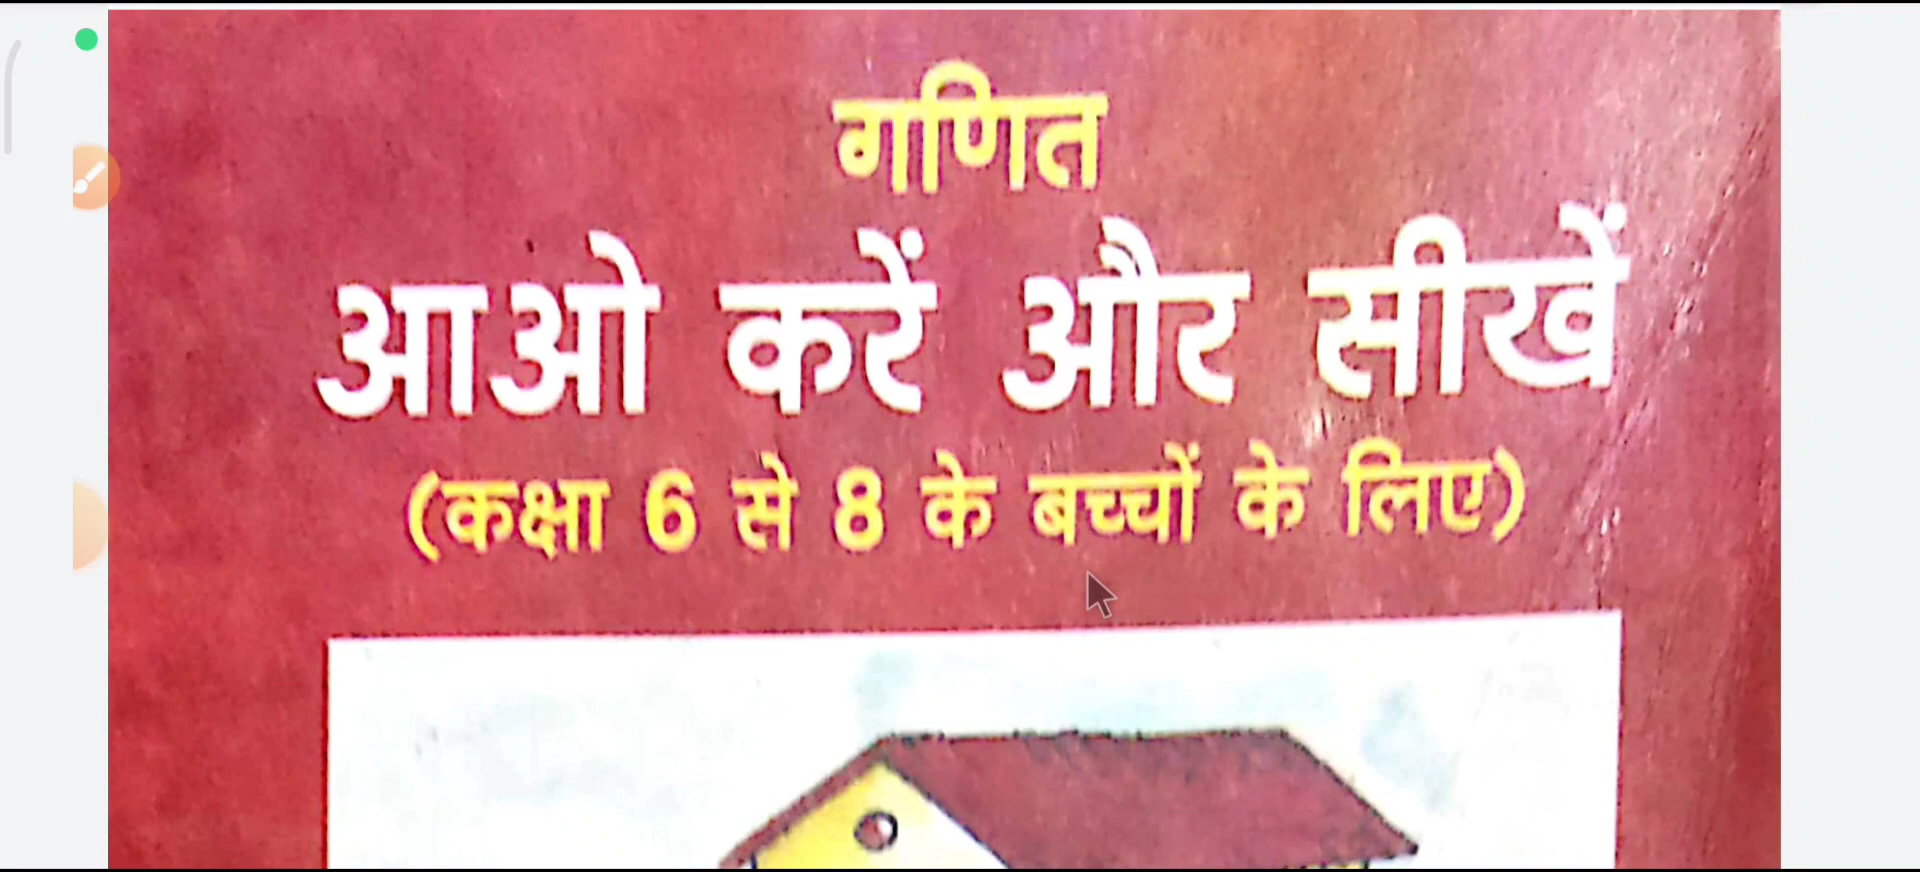 गणित
आओ करें और सीखें
(कक्षा 6 से 8 के बच्चों के लिए)